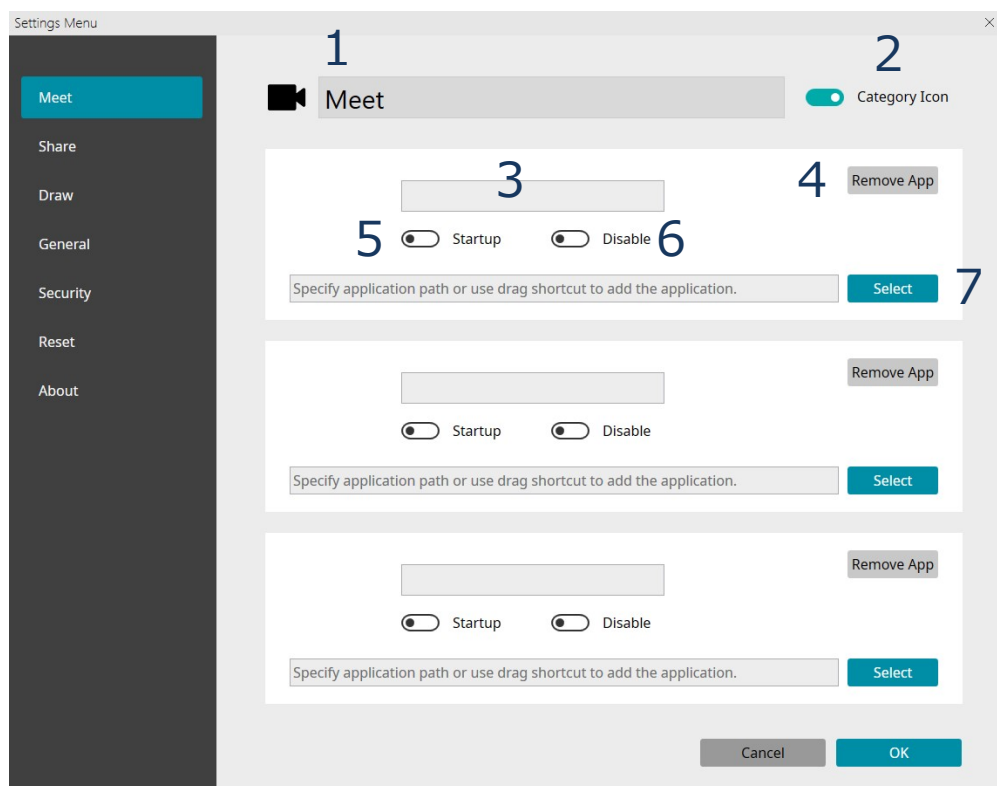 Settings Menu
1
2
Meet
Meet
Category Icon
Share
Draw
General
Security
Reset
About
3
4
Remove App
5
Startup
Disable
6
Specify application path or use drag shortcut to add the application.
Select
7
Remove App
Startup
Disable
Specify application path or use drag shortcut to add the application.
Select
Remove App
Startup
Disable
Specify application path or use drag shortcut to add the application.
Select
Cancel
OK